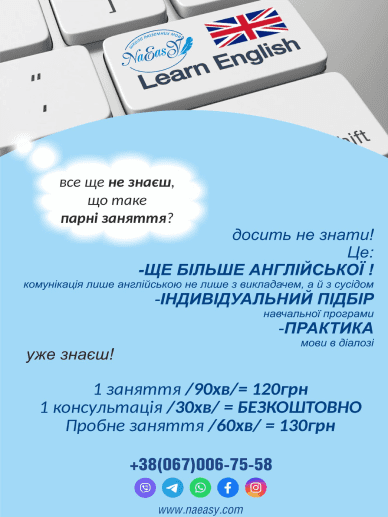 NaEasY
Learn English
shift
все ще не знаєш,
що таке
парні заняття?
досить не знати!
Це:
-ЩЕ БІЛЬШЕ АНГЛІЙСЬКОЇ !
комунікація лише англійською не лише з викладачем, а й з сусідом
-ІНДИВІДУАЛЬНИЙ ПІДБІР
навчальної програми
-ПРАКТИКА
мови в діалозі
уже знаєш!
1 заняття /90хв/= 120грн
1 консультація /30хв/ = БЕЗКОШТОВНО
Пробне заняття /60хв/ = 130грн
+38(067)006-75-58
www.naeasy.com